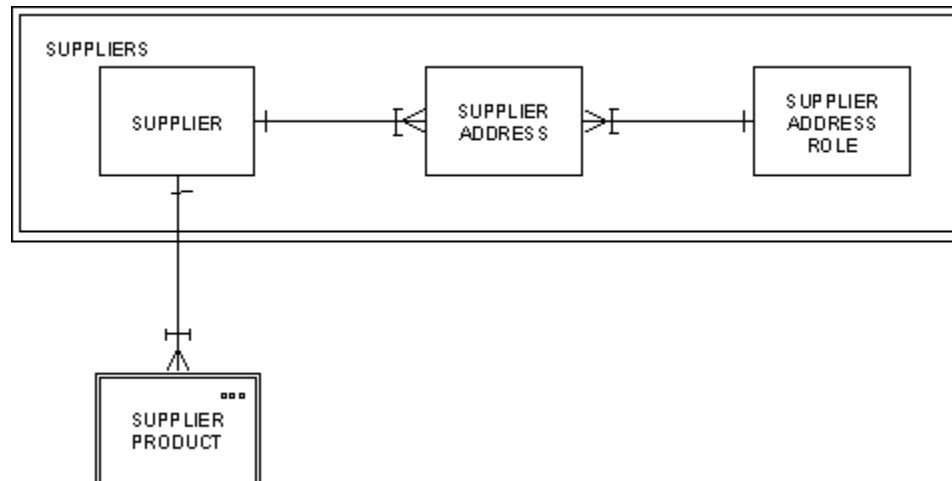 SUPPLIERS
SUPPLIER
SUPPLIER
ADDRESS
SUPPLIER
ADDRESS
ROLE
SUPPLIER
PRODUCT